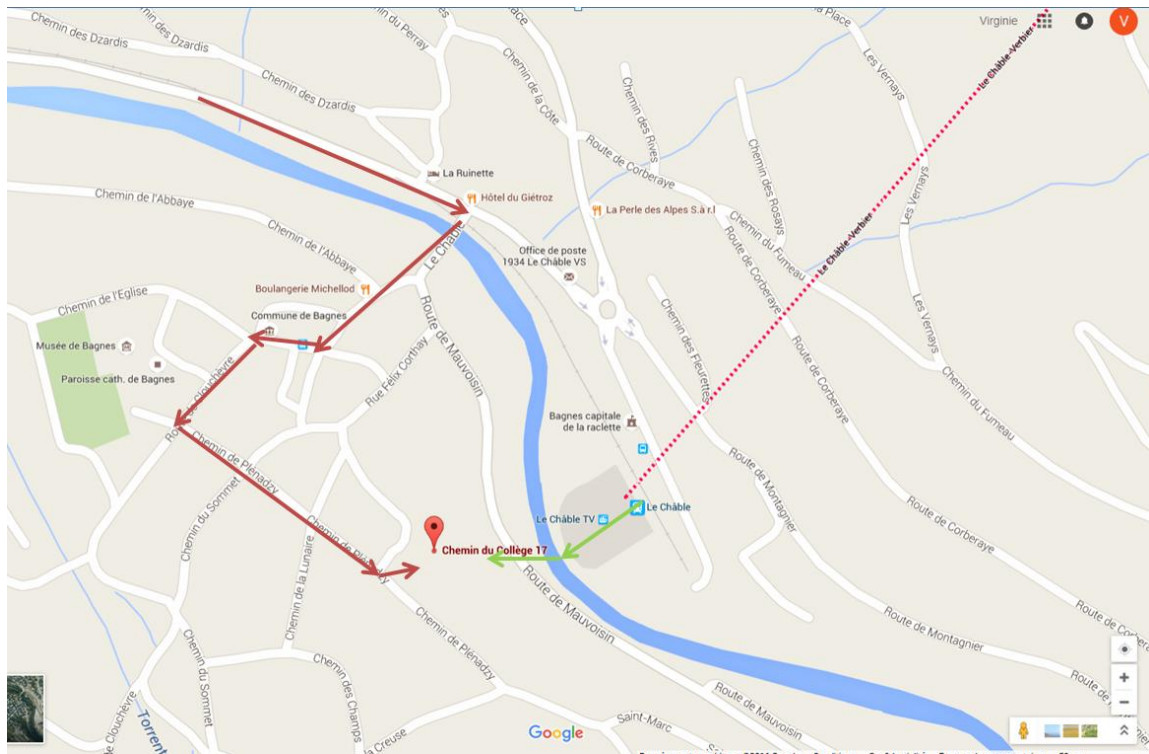 Virginie
V
La Place
Place
Chemin des Dzardis
Chemin des Dzardis
Chemin du Perray
Chemin des Dzardis
Chemin de la Côte
Chemin des Rives
Route de Corberaye
Les Vernays
Les Vernays
Le Châble-Verbier
La Ruinette
Hôtel du Giétroz
La Perle des Alpes S.à r.l
Chemin des Rosays
Chemin de l'Abbaye
Chemin de l'Abbaye
Le Châble
Office de poste
1934 Le Châble VS
Route de Corberaye
Chemin du Fumeau
Le Châble-Verbier
Les Vernays
Les Vernays
Boulangerie Michellod
Chemin de l'Eglise
Commune de Bagnes
Musée de Bagnes
Paroisse cath. de Bagnes
Route de Mauvoisin
Rue Félix Corthay
Chemin des Fleurettes
Route de Corberaye
Chemin du Fumeau
Bagnes capitale
de la raclette
Chemin de Plénadzy
Chemin du Sommet
Chemin de la Lunaire
Le Châble TV
Le Châble
Route de Montagnier
Route de Corberaye
Chemin du Collège 17
Route de Mauvoisin
Chemin de Plénadzy
Route de Montagnier
Chemin des Champs
Chemin du Sommet
Route de Mauvoisin
Saint-Marc
Torrent
Google